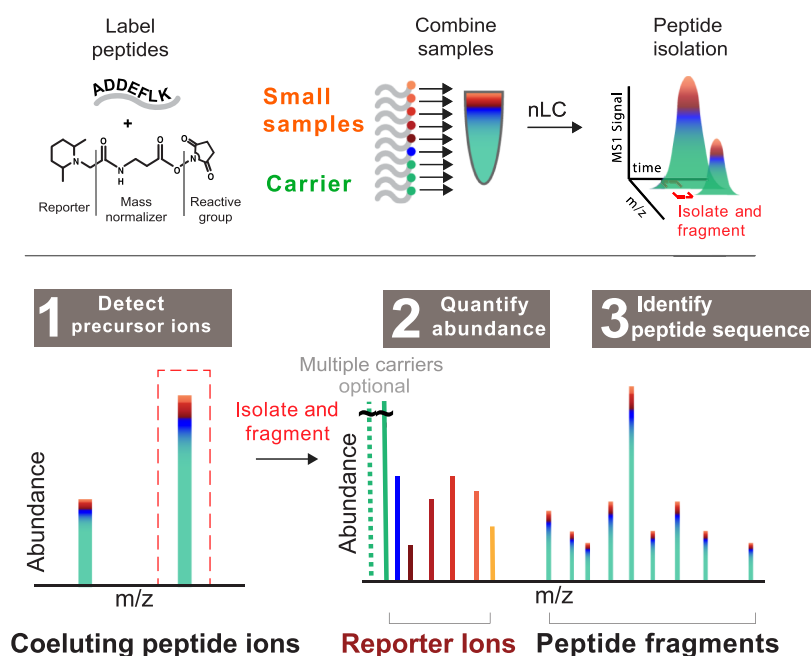 Label
peptides
ADDEFLK
+
N
O
N
H
O
O
N
O
O
Reporter
Mass
normalizer
Reactive
group
Combine
samples
Small
samples
Carrier
nLC
Peptide
isolation
MS1 Signal
time
m/z
Isolate and
fragment
1 Detect
precursor ions
2 Quantify
abundance
3 Identify
peptide sequence
Abundance
m/z
Coeluting peptide ions
Isolate and
fragment
Multiple carriers
optional
Abundance
m/z
Reporter Ions
Peptide fragments